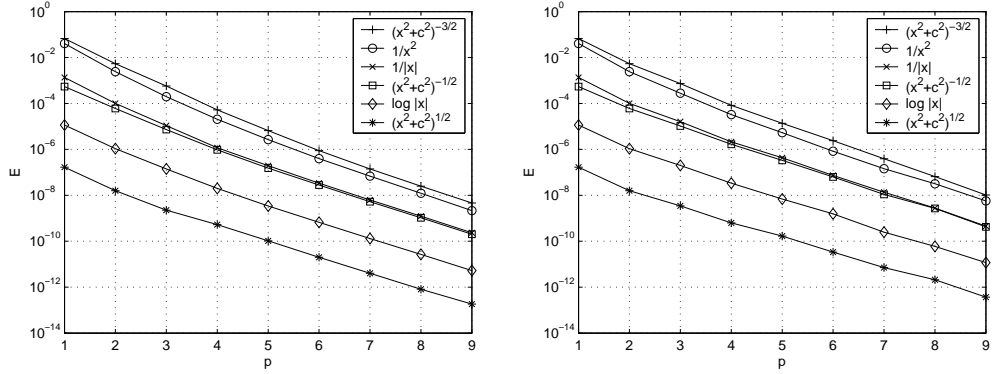 10^0
10^−2
10^−4
10^−6
10^−8
10^−10
10^−12
10^−14
E
1 2 3 4 5 6 7 8 9
p
(x^2+c^2)^−3/2
1/x^2
1/|x|
(x^2+c^2)^−1/2
log |x|
(x^2+c^2)^1/2
10^0
10^−2
10^−4
10^−6
10^−8
10^−10
10^−12
10^−14
E
1 2 3 4 5 6 7 8 9
p
(x^2+c^2)^−3/2
1/x^2
1/|x|
(x^2+c^2)^−1/2
log |x|
(x^2+c^2)^1/2